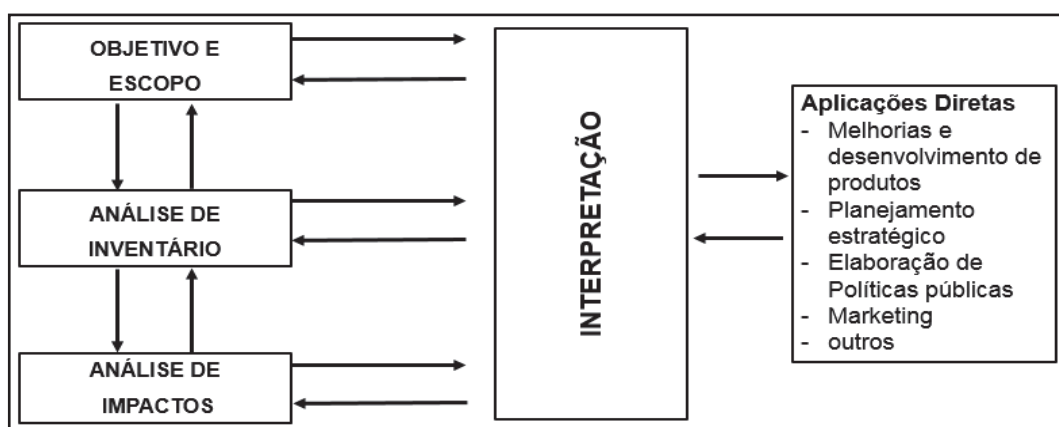 OBJETIVO E
ESCOPO
ANÁLISE DE
INVENTÁRIO
ANÁLISE DE
IMPACTOS
INTERPRETAÇÃO
Aplicações Diretas
- Melhorias e
desenvolvimento de
produtos
- Planejamento
estratégico
- Elaboração de
Políticas públicas
- Marketing
- outros